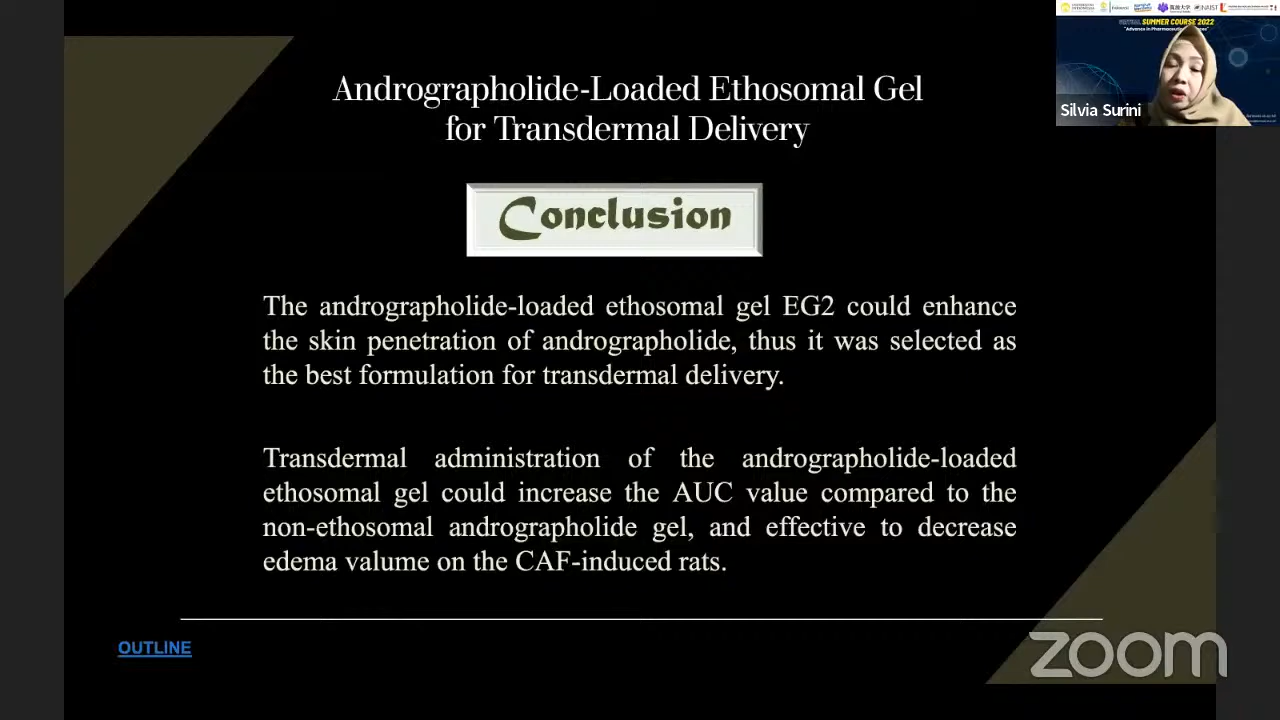 VIRTUAL SUMMER COURSE 2022
Silvia Surini
Andrographolide-Loaded Ethosomal Gel
for Transdermal Delivery
Conclusion
The andrographolide-loaded ethosomal gel EG2 could enhance
the skin penetration of andrographolide, thus it was selected as
the best formulation for transdermal delivery.
Transdermal administration of the andrographolide-loaded
ethosomal gel could increase the AUC value compared to the
non-ethosomal andrographolide gel, and effective to decrease
edema valume on the CAF-induced rats.
OUTLINE
zoom